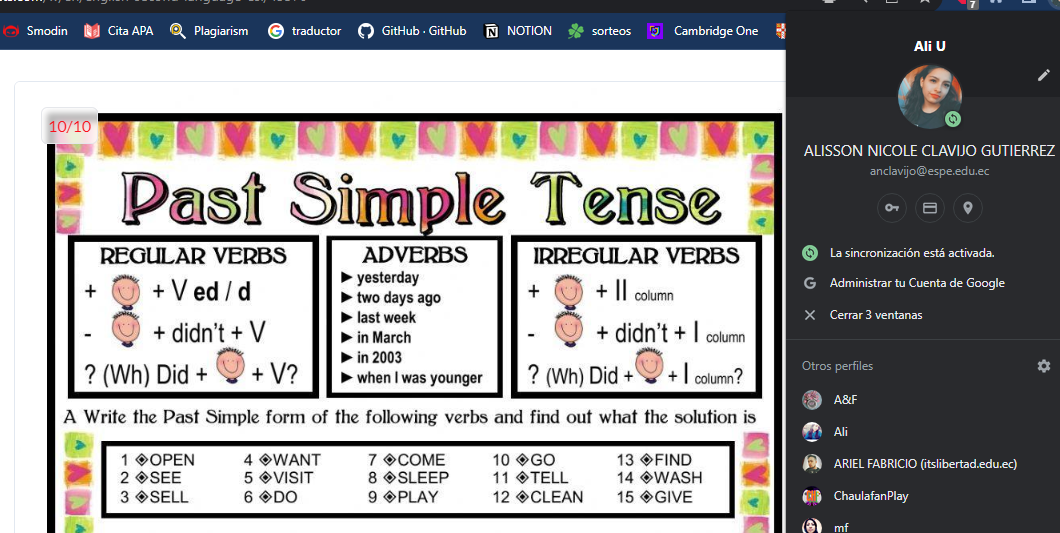 7
Smodin Cita APA Plagiarism traductor GitHub · GitHub NOTION sorteos Cambridge One
10/10
Past Simple Tense
REGULAR VERBS
+ + V ed / d
- + didn't + V
? (Wh) Did + + V?
ADVERBS
► yesterday
► two days ago
► last week
► in March
► in 2003
► when I was younger
IRREGULAR VERBS
+ + II column
- + didn't + I column
? (Wh) Did + + I column?
A Write the Past Simple form of the following verbs and find out what the solution is
1 ◈OPEN 4 ◈WANT 7 ◈COME 10 ◈GO 13 ◈FIND
2 ◈SEE 5 ◈VISIT 8 ◈SLEEP 11 ◈TELL 14 ◈WASH
3 ◈SELL 6 ◈DO 9 ◈PLAY 12 ◈CLEAN 15 ◈GIVE
Ali U
ALISSON NICOLE CLAVIJO GUTIERREZ
anclavijo@espe.edu.ec
La sincronización está activada.
Administrar tu Cuenta de Google
Cerrar 3 ventanas
Otros perfiles
A&F
Ali
ARIEL FABRICIO (itslibertad.edu.ec)
ChaulafanPlay
mf